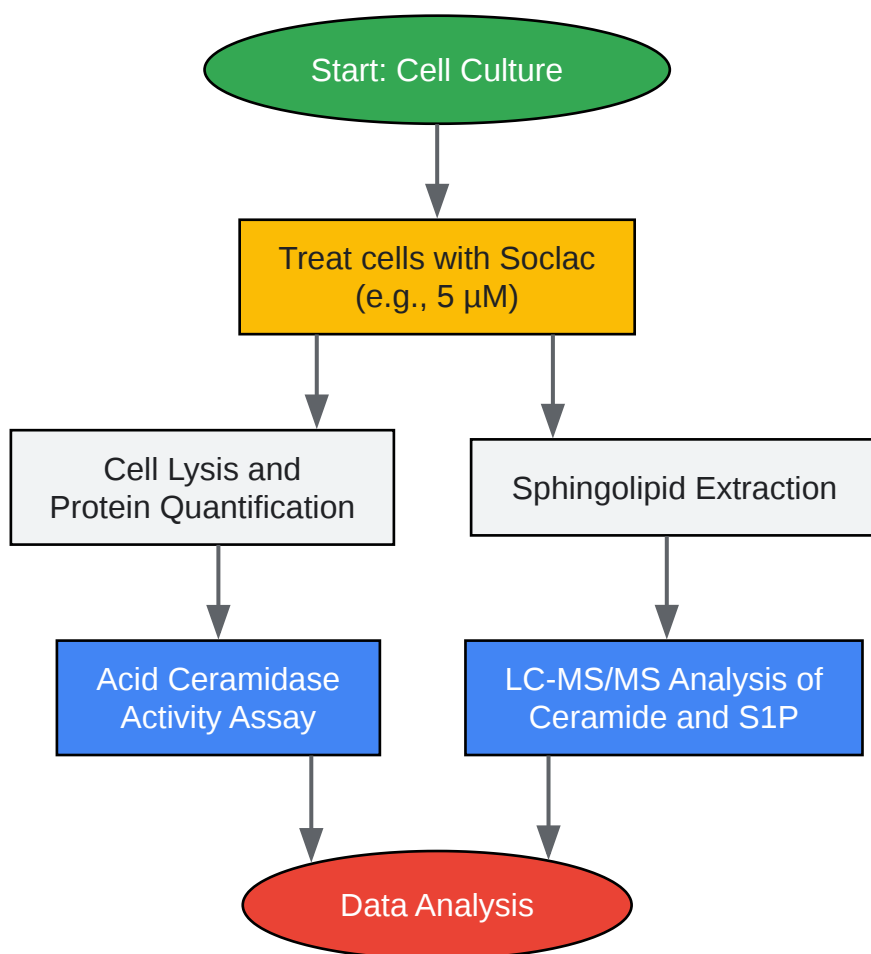 Start: Cell Culture
Treat cells with Soclac
(e.g., 5 µM)
Cell Lysis and
Protein Quantification
Sphingolipid Extraction
Acid Ceramidase
Activity Assay
LC-MS/MS Analysis of
Ceramide and S1P
Data Analysis